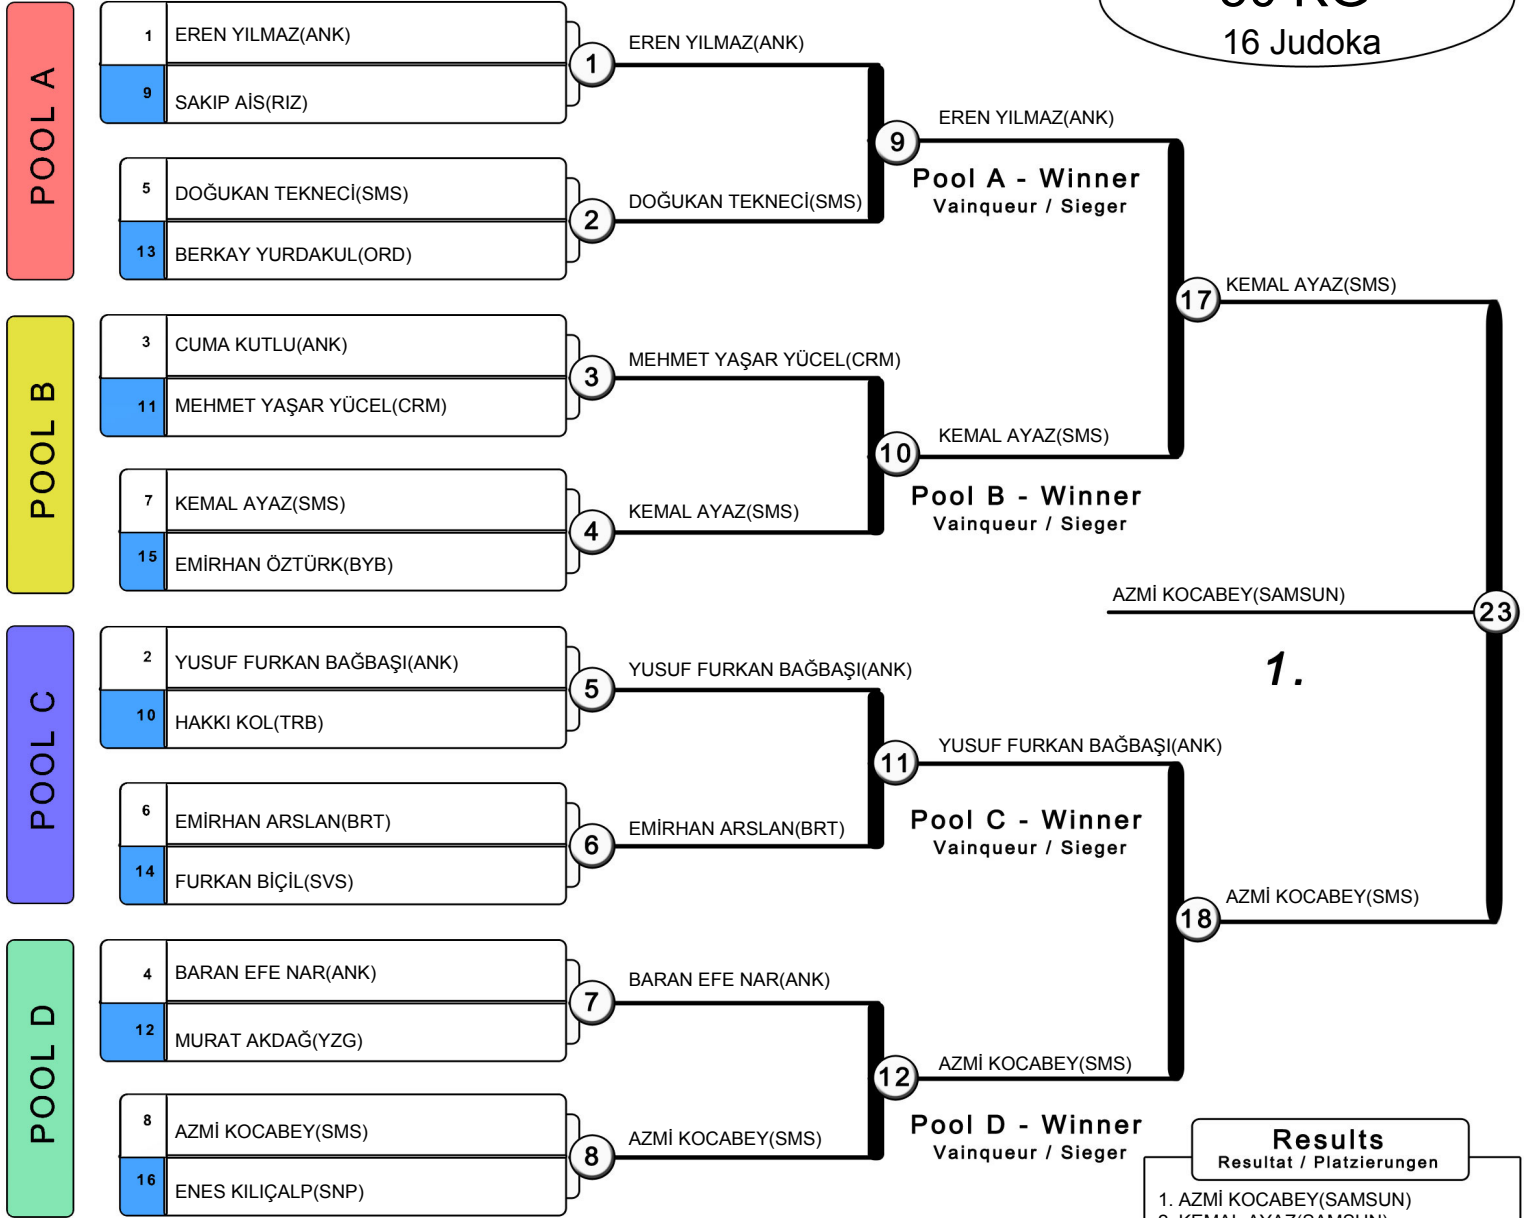 16 Judoka
POOL A
1 EREN YILMAZ(ANK)
9 SAKIP AİS(RIZ)
5 DOĞUKAN TEKNECİ(SMS)
13 BERKAY YURDAKUL(ORD)
1 EREN YILMAZ(ANK)
2 DOĞUKAN TEKNECİ(SMS)
9 EREN YILMAZ(ANK)
Pool A - Winner
Vainqueur / Sieger
POOL B
3 CUMA KUTLU(ANK)
11 MEHMET YAŞAR YÜCEL(CRM)
7 KEMAL AYAZ(SMS)
15 EMİRHAN ÖZTÜRK(BYB)
3 MEHMET YAŞAR YÜCEL(CRM)
4 KEMAL AYAZ(SMS)
10 KEMAL AYAZ(SMS)
Pool B - Winner
Vainqueur / Sieger
17 KEMAL AYAZ(SMS)
POOL C
2 YUSUF FURKAN BAĞBAŞI(ANK)
10 HAKKI KOL(TRB)
6 EMİRHAN ARSLAN(BRT)
14 FURKAN BİÇİL(SVS)
5 YUSUF FURKAN BAĞBAŞI(ANK)
6 EMİRHAN ARSLAN(BRT)
11 YUSUF FURKAN BAĞBAŞI(ANK)
Pool C - Winner
Vainqueur / Sieger
POOL D
4 BARAN EFE NAR(ANK)
12 MURAT AKDAĞ(YZG)
8 AZMİ KOCABEY(SMS)
16 ENES KILIÇALP(SNP)
7 BARAN EFE NAR(ANK)
8 AZMİ KOCABEY(SMS)
12 AZMİ KOCABEY(SMS)
Pool D - Winner
Vainqueur / Sieger
18 AZMİ KOCABEY(SMS)
AZMİ KOCABEY(SAMSUN) 23
1.
Results
Resultat / Platzierungen
1. AZMİ KOCABEY(SAMSUN)